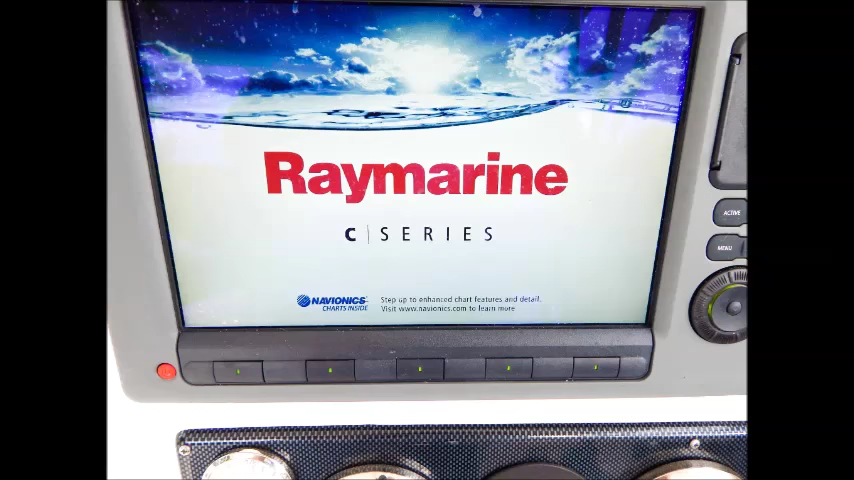 Raymarine
C | SERIES
NAVIONICS
CHARTS INSIDE
Step up to enhanced chart features and detail.
Visit www.navionics.com to learn more
ACTIVE
MENU